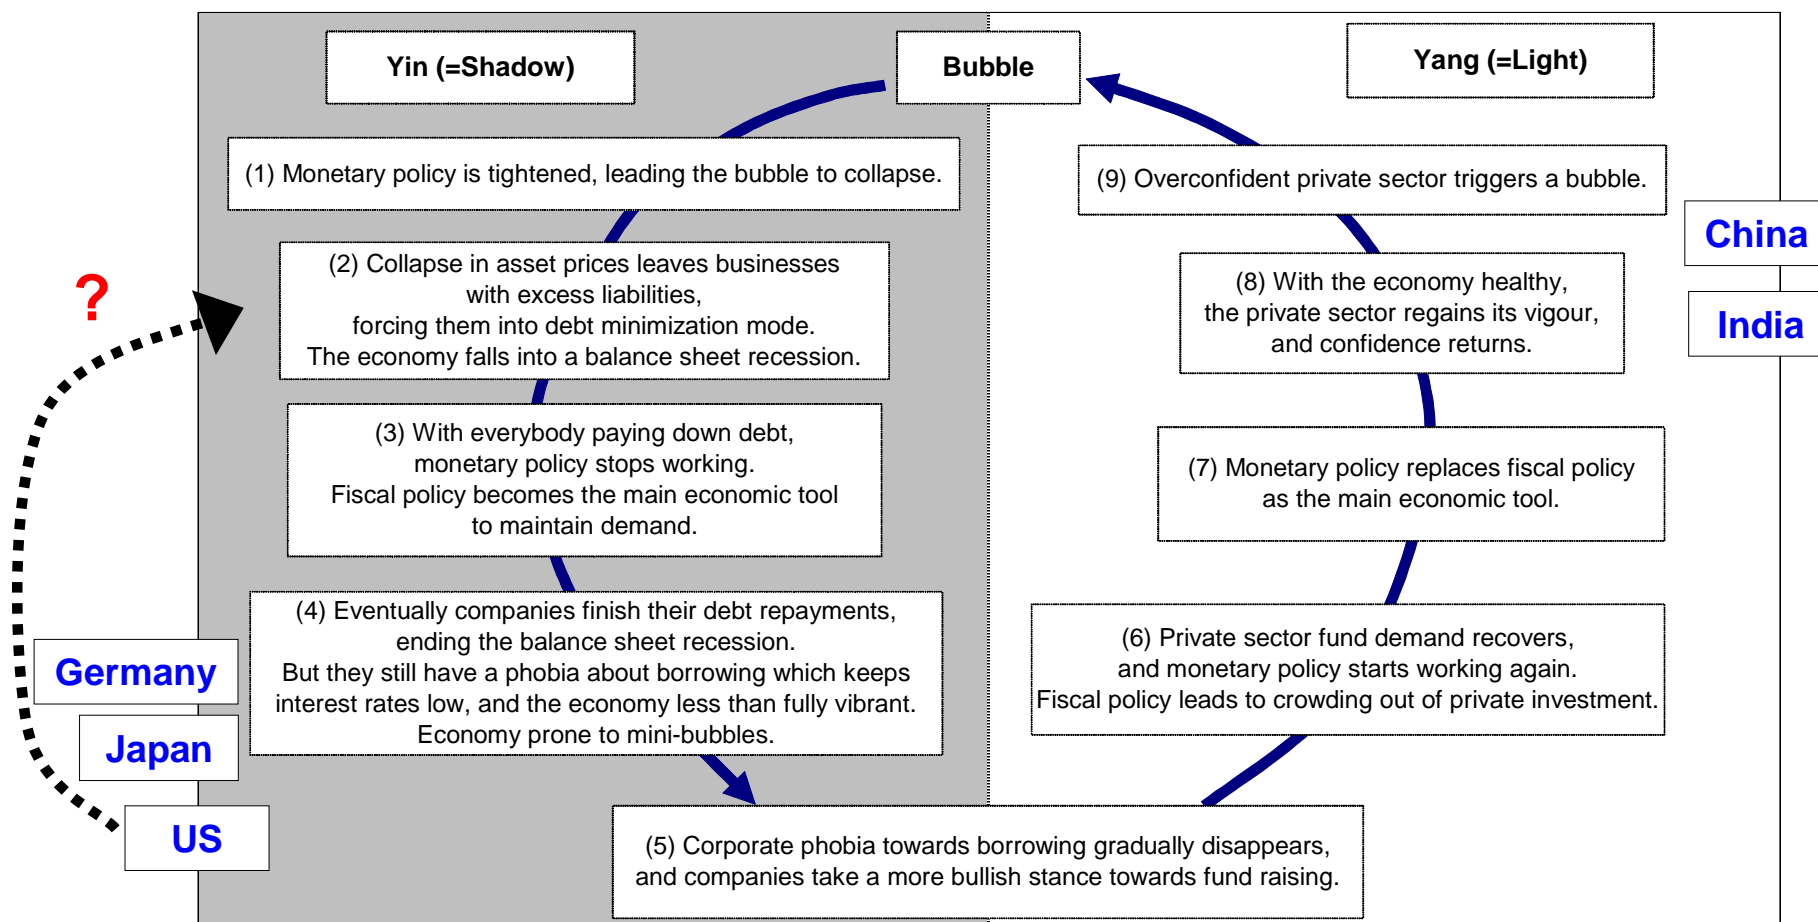 Yin (=Shadow)
Bubble
Yang (=Light)
(1) Monetary policy is tightened, leading the bubble to collapse.
(9) Overconfident private sector triggers a bubble.
China
(2) Collapse in asset prices leaves businesses
with excess liabilities,
forcing them into debt minimization mode.
The economy falls into a balance sheet recession.
?
(8) With the economy healthy,
the private sector regains its vigour,
and confidence returns.
India
(3) With everybody paying down debt,
monetary policy stops working.
Fiscal policy becomes the main economic tool
to maintain demand.
(7) Monetary policy replaces fiscal policy
as the main economic tool.
(4) Eventually companies finish their debt repayments,
ending the balance sheet recession.
But they still have a phobia about borrowing which keeps
interest rates low, and the economy less than fully vibrant.
Economy prone to mini-bubbles.
(6) Private sector fund demand recovers,
and monetary policy starts working again.
Fiscal policy leads to crowding out of private investment.
Germany
Japan
US
(5) Corporate phobia towards borrowing gradually disappears,
and companies take a more bullish stance towards fund raising.